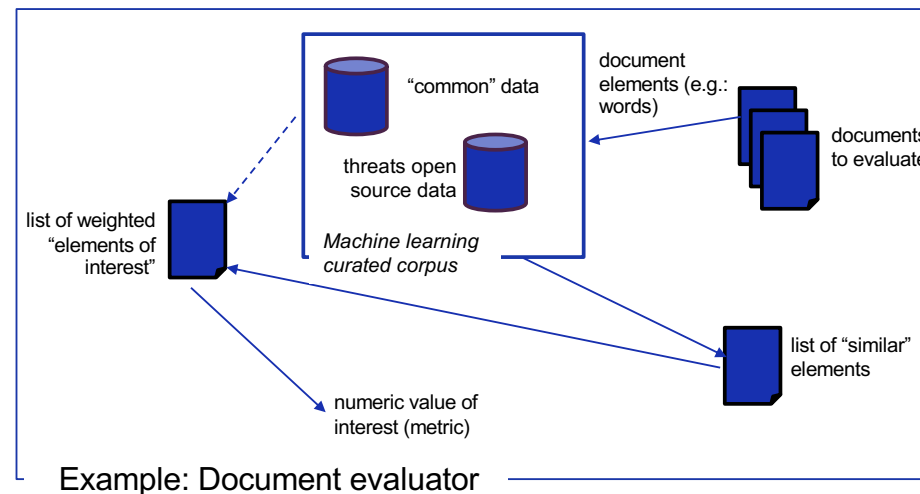 “common” data
threats open
source data
Machine learning
curated corpus
document
elements (e.g.:
words)
documents
to evaluate
list of weighted
“elements of
interest”
list of “similar”
elements
numeric value of
interest (metric)
Example: Document evaluator